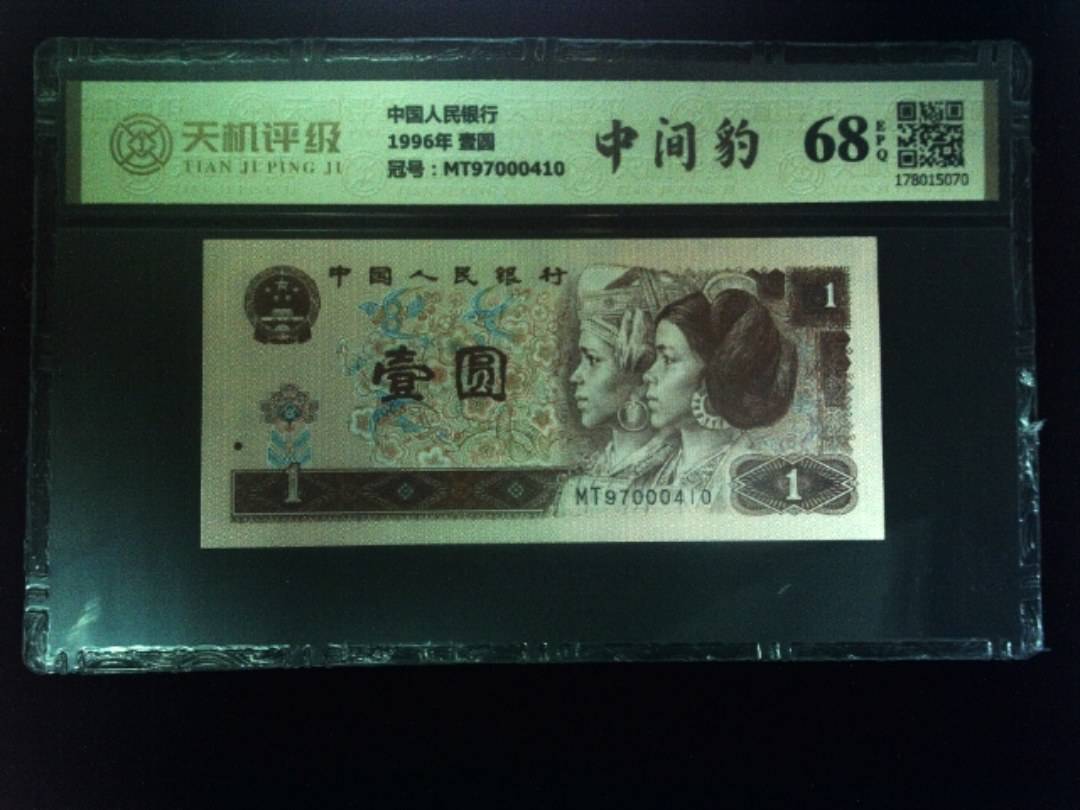 天机评级
TIAN JI PING JI
中国人民银行
1996年 壹圆
冠号：MT97000410
中间豹
68
EPQ
178015070
中国人民银行
1
壹圆
1
MT97000410
1